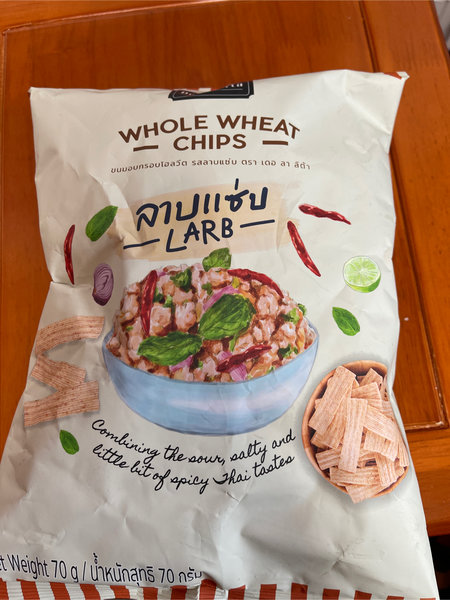 WHOLE WHEAT
CHIPS
ขนมอบกรอบโฮลวีต รสลาบแซ่บ ตรา เดอ ลา ลีต้า
ลาบแซ่บ
LARB
Combining the sour, salty and
little bit of spicy Thai tastes
Weight 70 g / น้ำหนักสุทธิ 70 กรัม